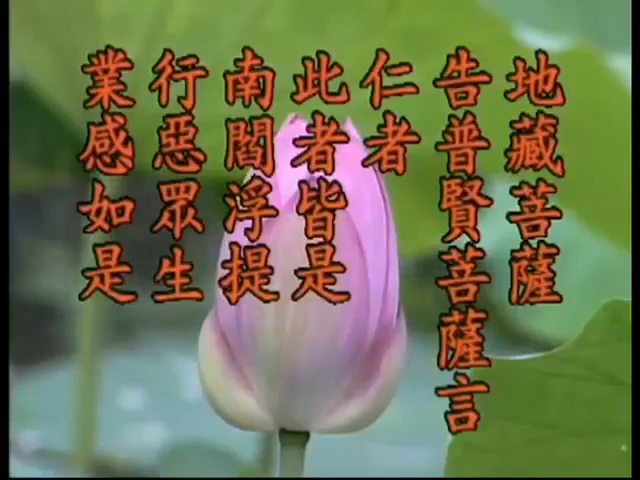 地藏菩薩
告普賢菩薩言
仁者
此者皆是
南閻浮提
行惡眾生
業感如是